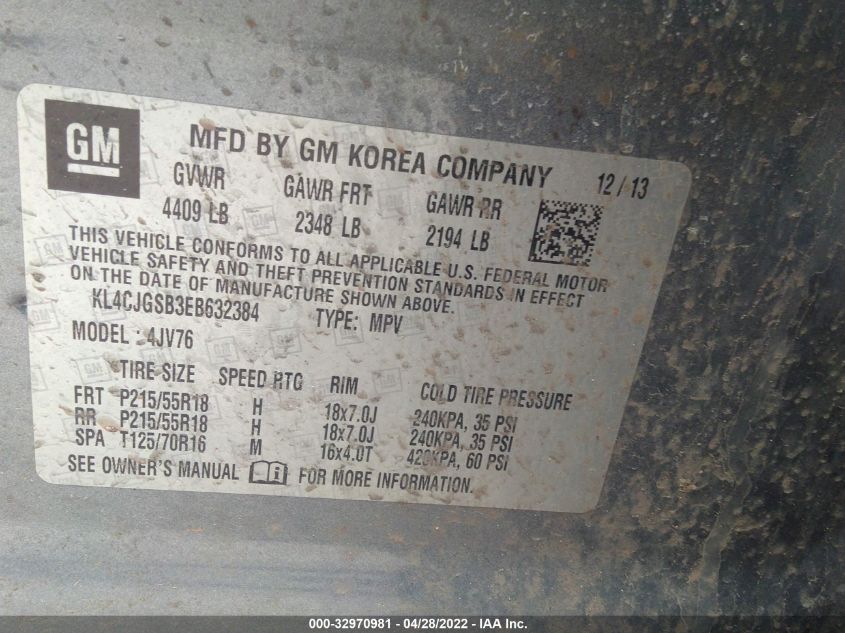 GM
MFD BY GM KOREA COMPANY 12/13
GVWR GAWR FRT GAWR RR
4409 LB 2348 LB 2194 LB
THIS VEHICLE CONFORMS TO ALL APPLICABLE U.S. FEDERAL MOTOR
VEHICLE SAFETY AND THEFT PREVENTION STANDARDS IN EFFECT
ON THE DATE OF MANUFACTURE SHOWN ABOVE.
KL4CJGSB3EB632384 TYPE: MPV
MODEL: 4JV76
TIRE SIZE SPEED RTG RIM COLD TIRE PRESSURE
FRT P215/55R18 H 18x7.0J 240KPA, 35 PSI
RR P215/55R18 H 18x7.0J 240KPA, 35 PSI
SPA T125/70R16 M 16x4.0T 420KPA, 60 PSI
SEE OWNER'S MANUAL FOR MORE INFORMATION.
000-32970981 - 04/28/2022 - IAA Inc.